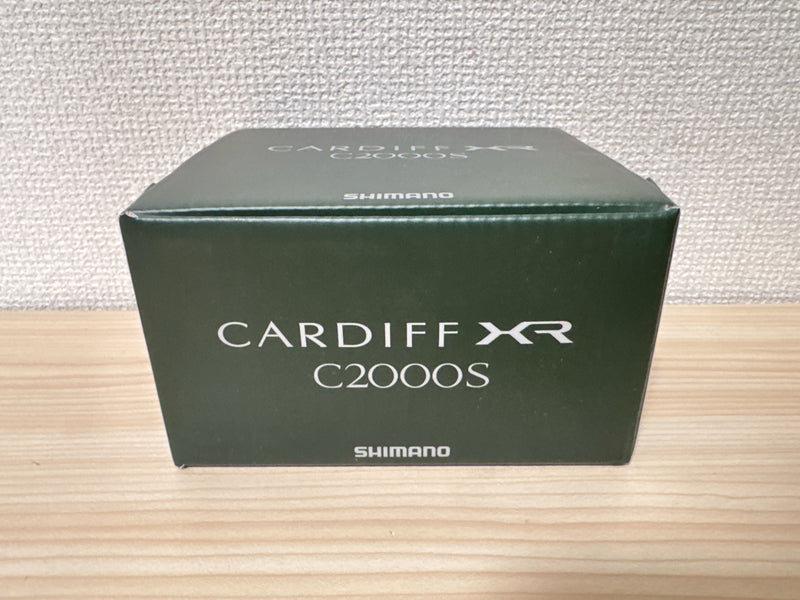 CARDIFF XR
C2000S
SHIMANO
CARDIFF XR
C2000S
SHIMANO